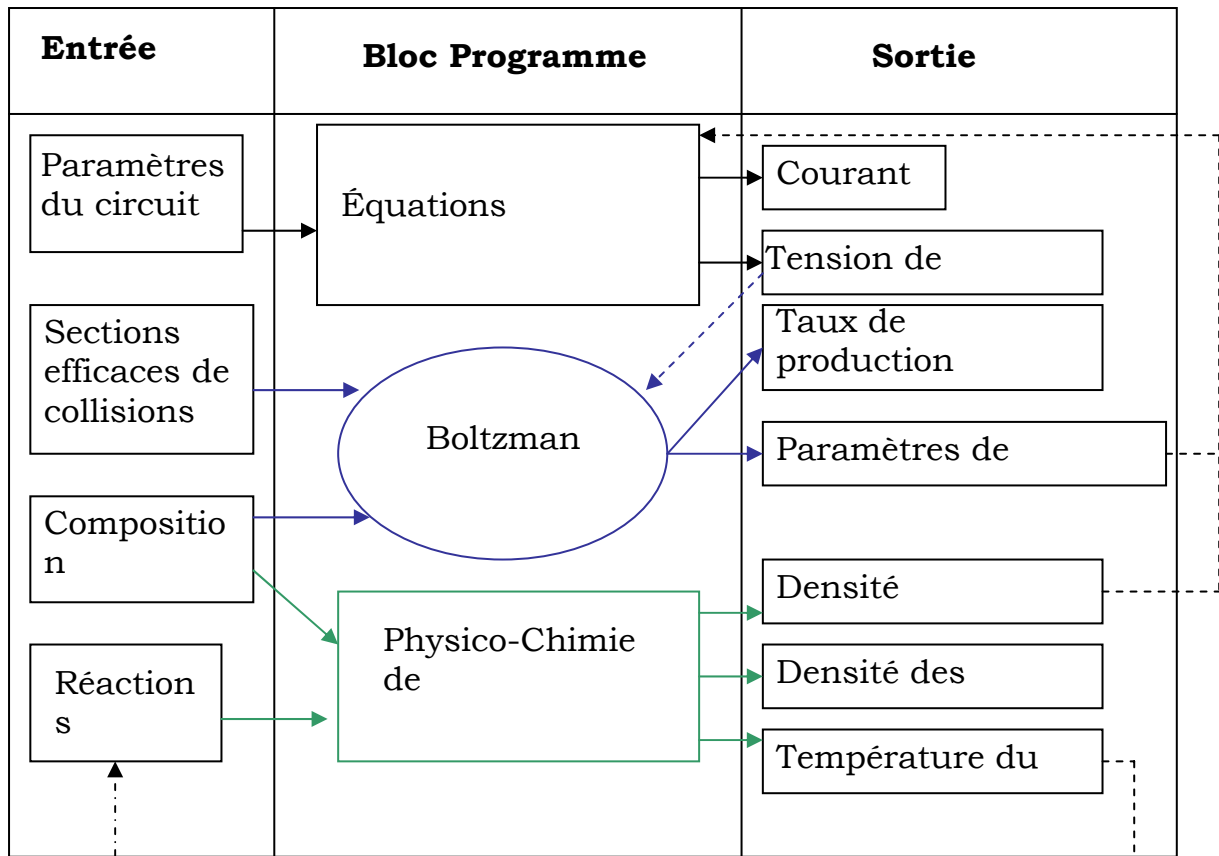 Entrée
Bloc Programme
Sortie
Paramètres
du circuit
Équations
Courant
Tension de
Sections
efficaces de
collisions
Boltzman
Taux de
production
Paramètres de
Compositio
n
Physico-Chimie
de
Densité
Réaction
s
Densité des
Température du